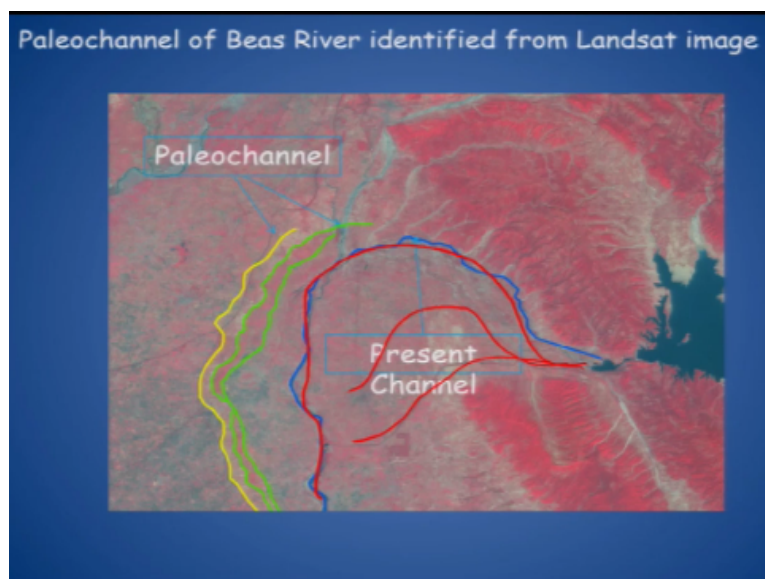 Paleochannel of Beas River identified from Landsat image
Paleochannel
Present
Channel